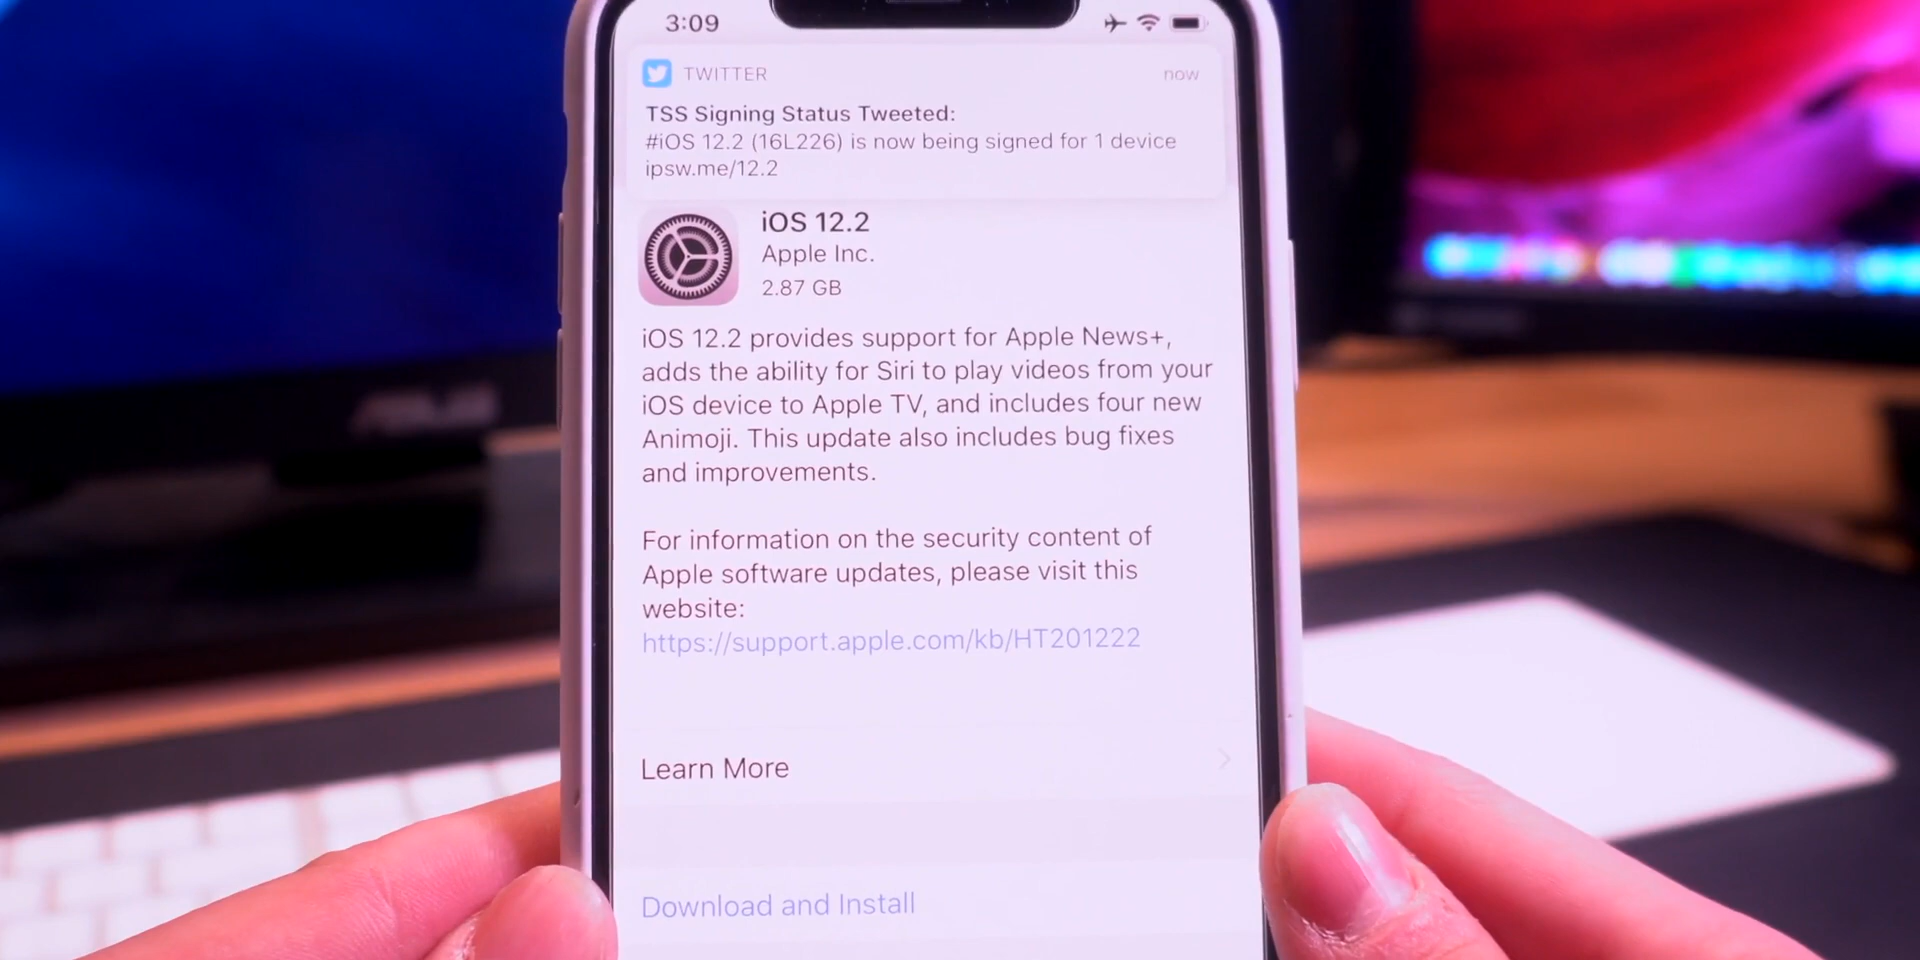 3:09
TWITTER
now
TSS Signing Status Tweeted:
#iOS 12.2 (16L226) is now being signed for 1 device
ipsw.me/12.2
iOS 12.2
Apple Inc.
2.87 GB
iOS 12.2 provides support for Apple News+,
adds the ability for Siri to play videos from your
iOS device to Apple TV, and includes four new
Animoji. This update also includes bug fixes
and improvements.
For information on the security content of
Apple software updates, please visit this
website:
https://support.apple.com/kb/HT201222
Learn More
Download and Install
ASUS